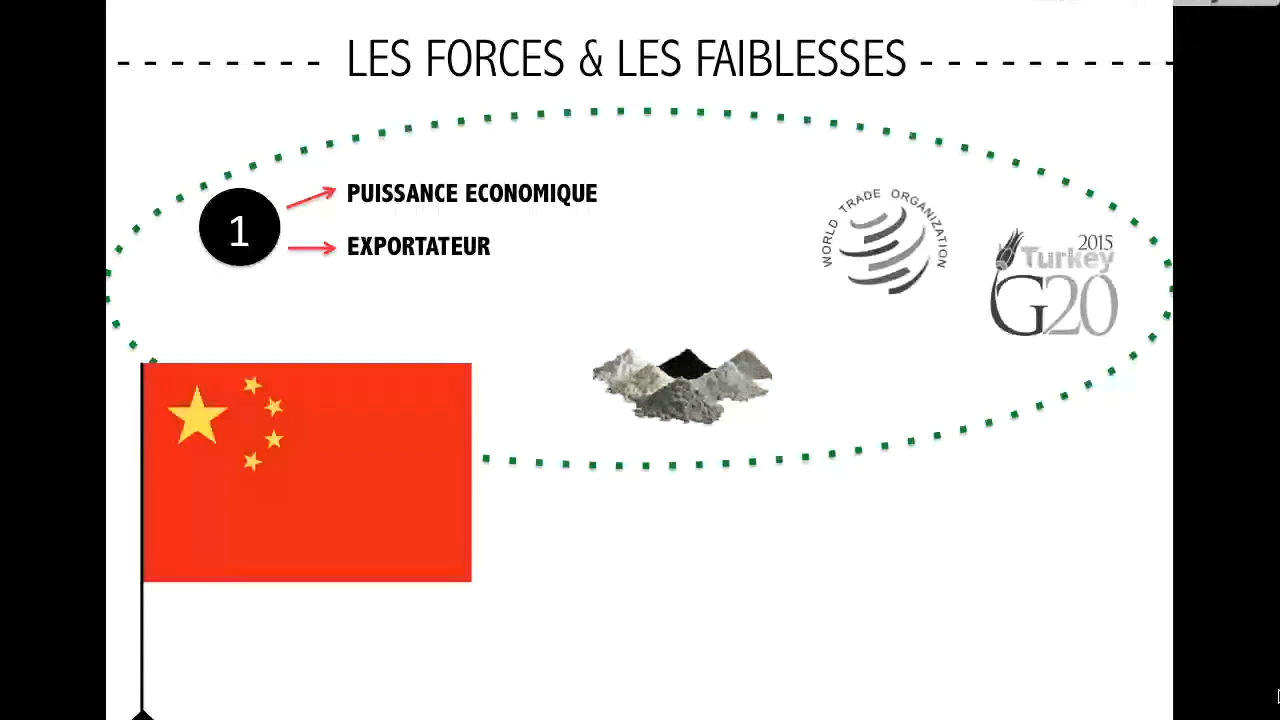 LES FORCES & LES FAIBLESSES
1
PUISSANCE ECONOMIQUE
EXPORTATEUR
WORLD TRADE ORGANIZATION
2015
Turkey
G20